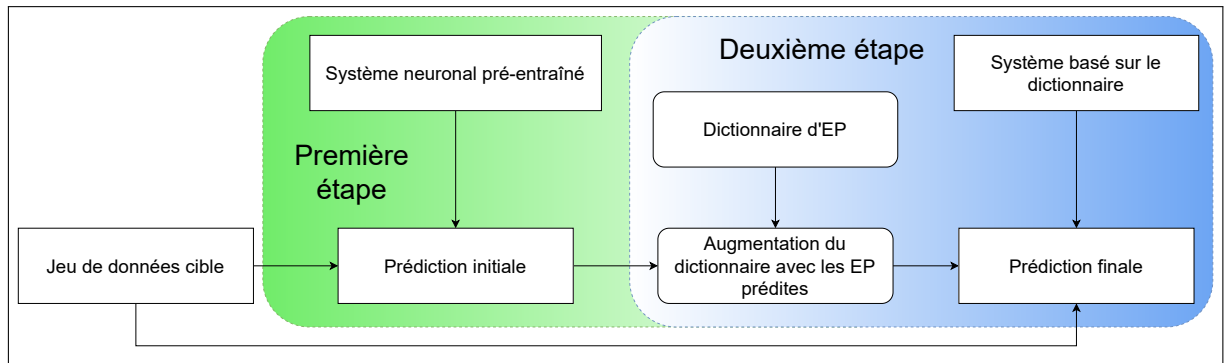 Système neuronal pré-entraîné
Deuxième étape
Système basé sur le
dictionnaire
Dictionnaire d'EP
Première
étape
Jeu de données cible
Prédiction initiale
Augmentation du
dictionnaire avec les EP
prédites
Prédiction finale